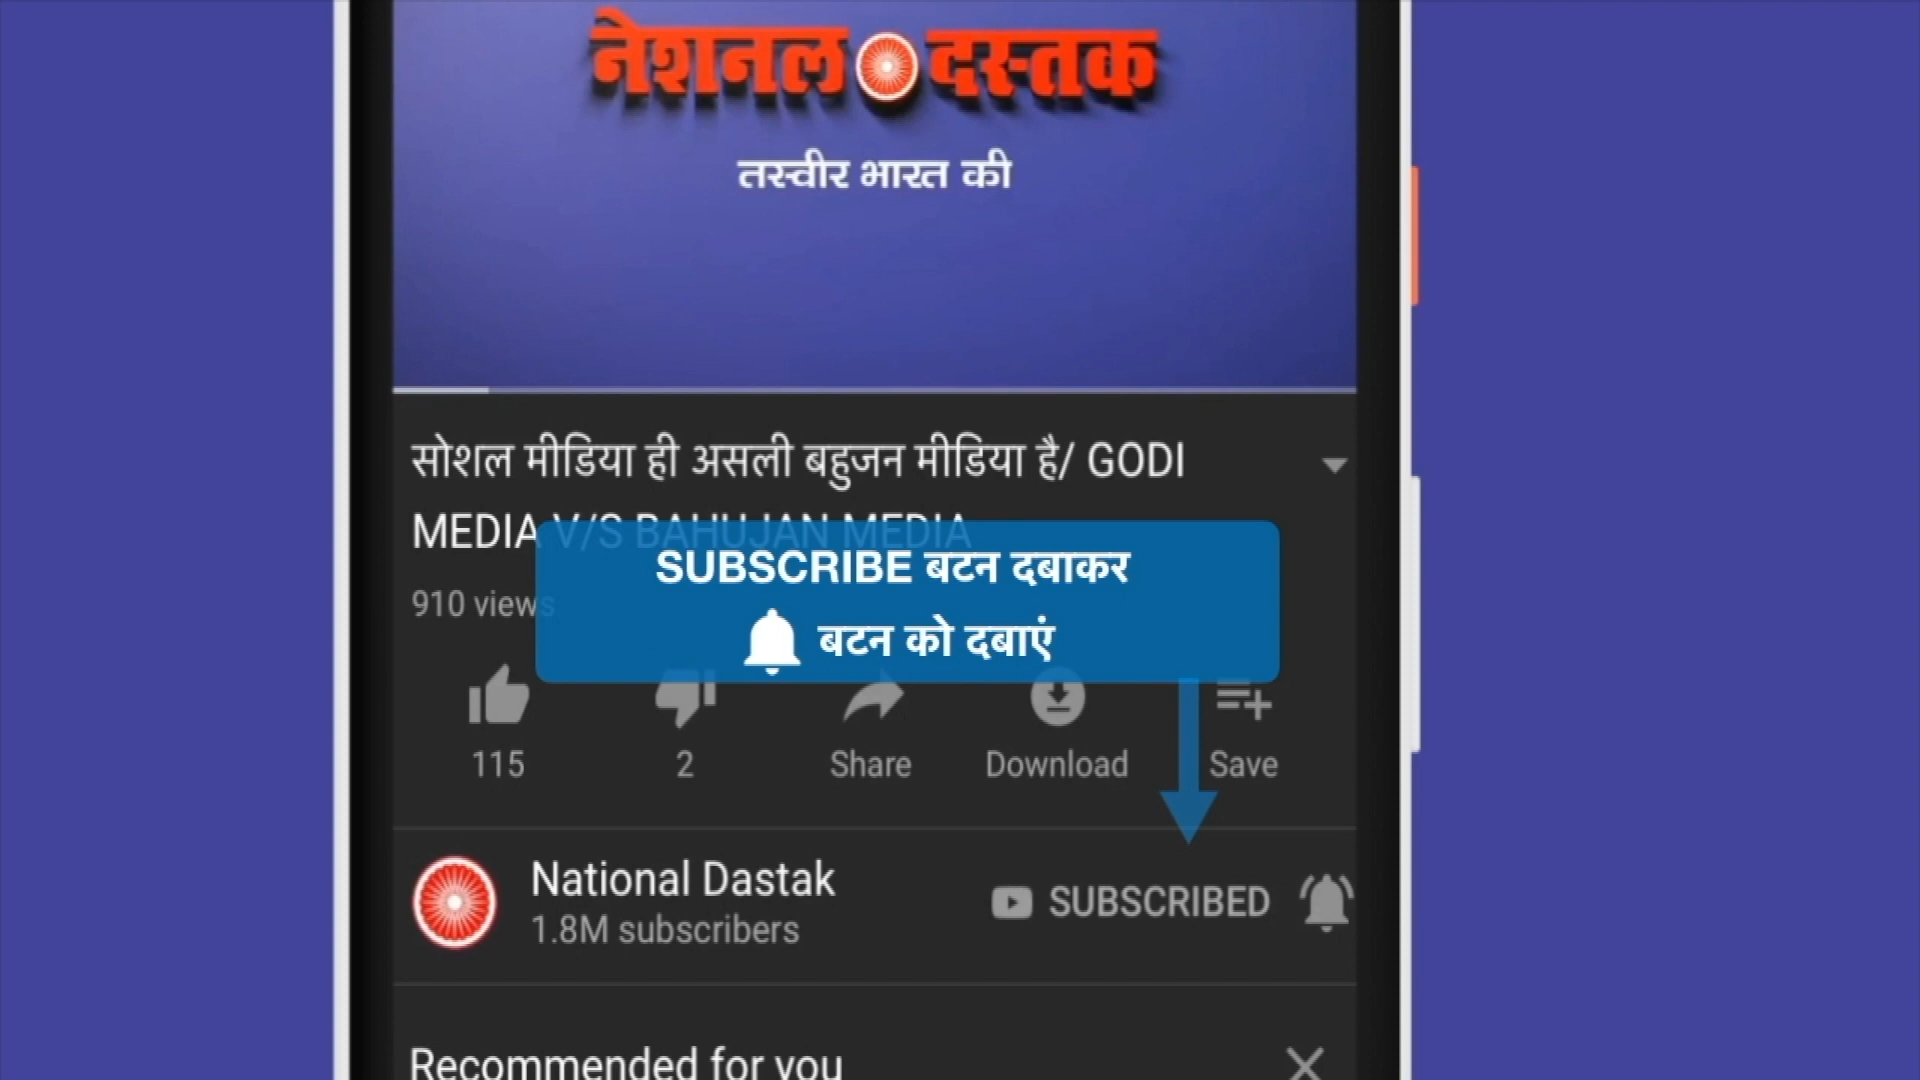 नेशनल दस्तक
तस्वीर भारत की
सोशल मीडिया ही असली बहुजन मीडिया है/ GODI
MEDIA V/S BAHUJAN MEDIA
910 views
SUBSCRIBE बटन दबाकर
बटन को दबाएं
115
2
Share
Download
Save
National Dastak
1.8M subscribers
SUBSCRIBED
Recommended for you